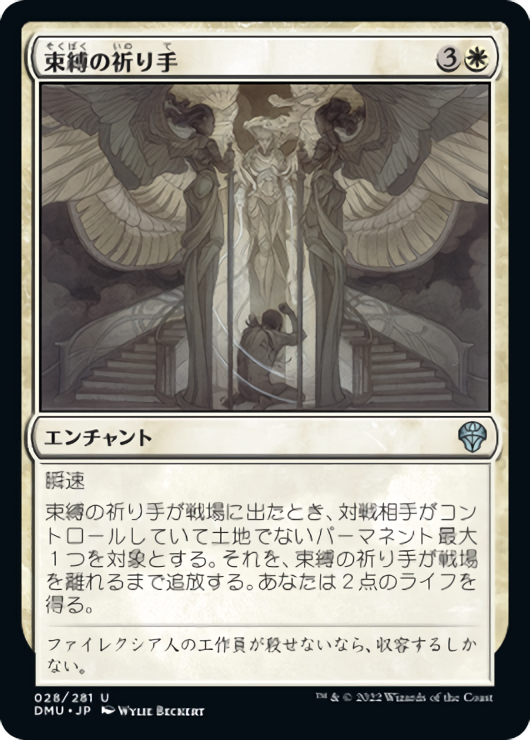 そくばく いの て
束縛の祈り手 3
エンチャント
瞬速
束縛の祈り手が戦場に出たとき、対戦相手がコン
トロールしていて土地でないパーマネント最大
１つを対象とする。それを、束縛の祈り手が戦場
を離れるまで追放する。あなたは２点のライフを
得る。
ファイレクシア人の工作員が殺せないなら、収容するしか
ない。
028/281 U
DMU • JP Wylie Beckert
™ & © 2022 Wizards of the Coast